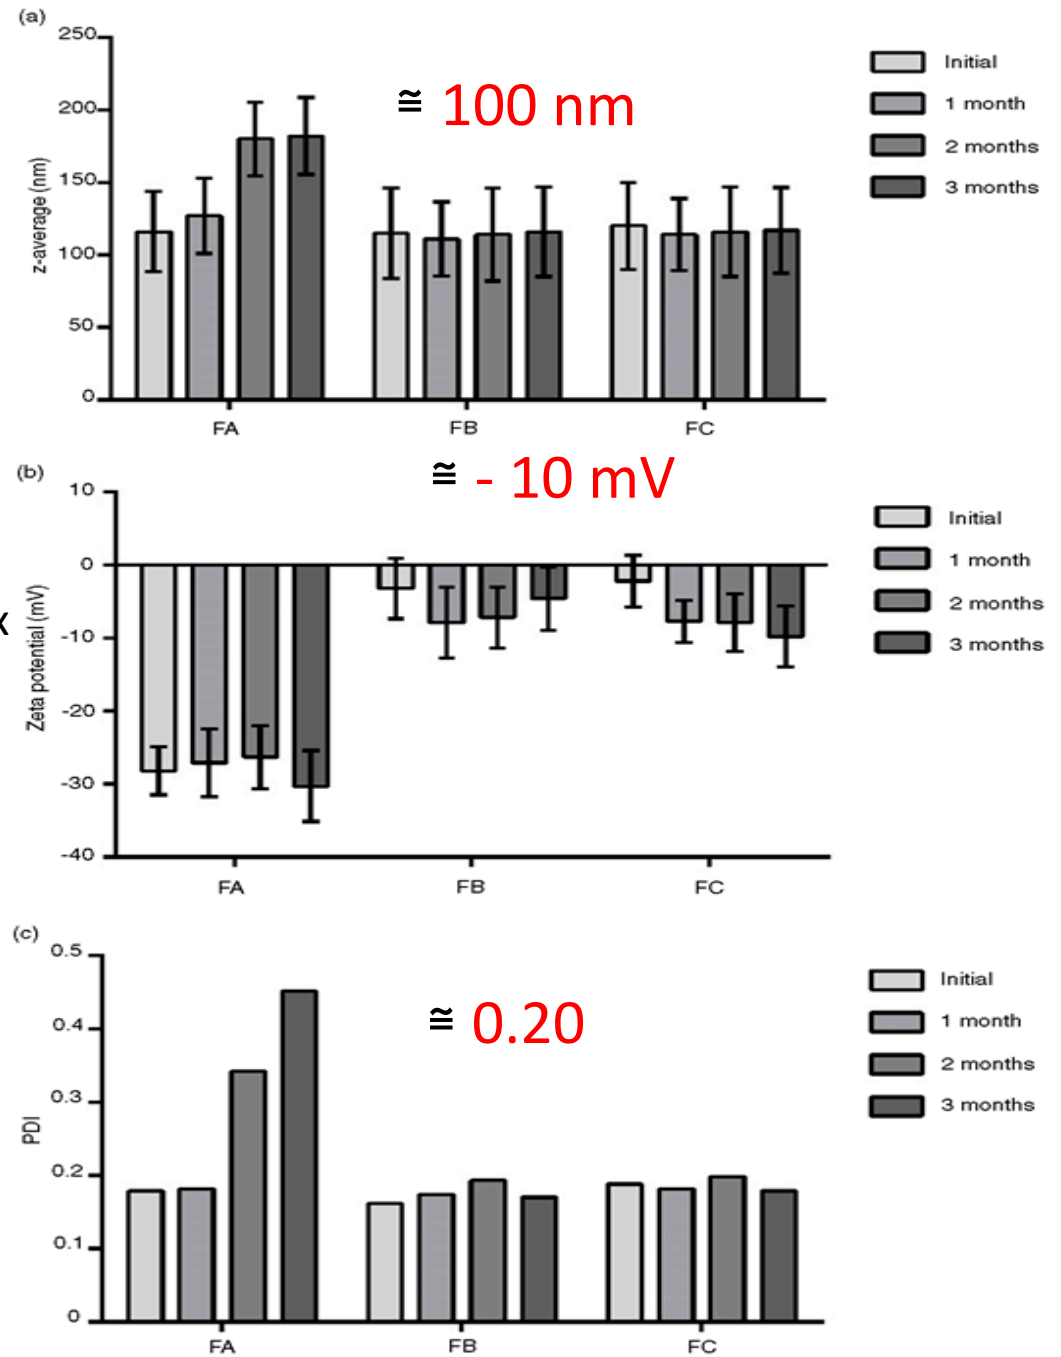 (a)
≅ 100 nm
250
200
150
100
50
0
z-average (nm)
FA
FB
FC
Initial
1 month
2 months
3 months
(b)
≅ - 10 mV
10
0
-10
-20
-30
-40
x
Zeta potential (mV)
FA
FB
FC
Initial
1 month
2 months
3 months
(c)
≅ 0.20
0.5
0.4
0.3
0.2
0.1
0
PDI
FA
FB
FC
Initial
1 month
2 months
3 months